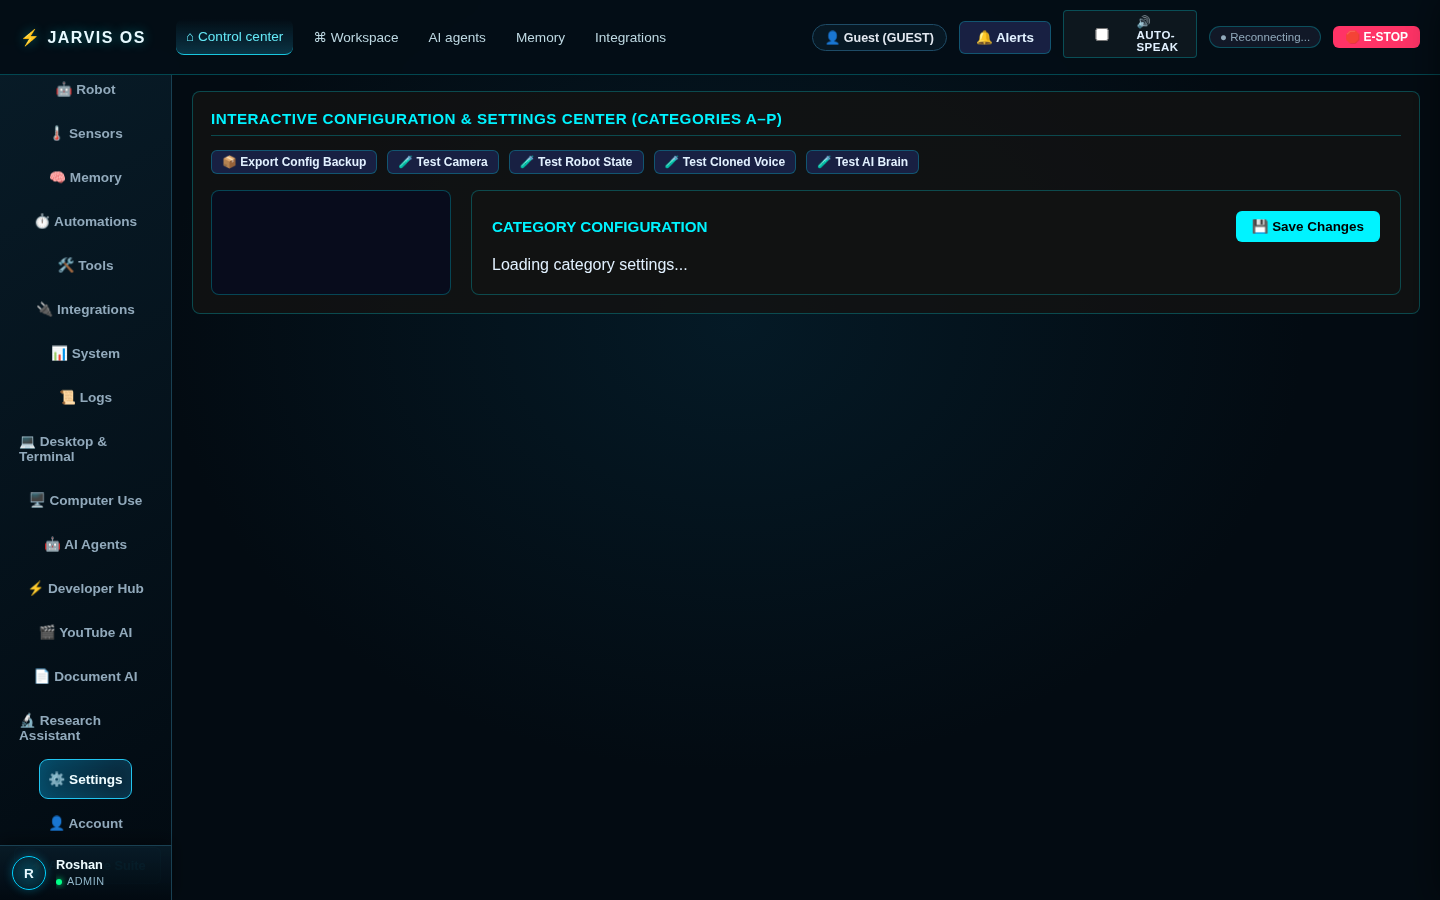 ⚡ JARVIS OS
⌂ Control center
⌘ Workspace
AI agents
Memory
Integrations
👤 Guest (GUEST)
🔔 Alerts
🔊
AUTO-
SPEAK
● Reconnecting...
🛑 E-STOP
🤖 Robot
🌡️ Sensors
🧠 Memory
⏱️ Automations
🛠️ Tools
🔌 Integrations
📊 System
📜 Logs
💻 Desktop &
Terminal
🖥️ Computer Use
🤖 AI Agents
⚡ Developer Hub
🎬 YouTube AI
📄 Document AI
🔬 Research
Assistant
⚙️ Settings
👤 Account
R
Roshan
ADMIN
INTERACTIVE CONFIGURATION & SETTINGS CENTER (CATEGORIES A–P)
📦 Export Config Backup
🧪 Test Camera
🧪 Test Robot State
🧪 Test Cloned Voice
🧪 Test AI Brain
CATEGORY CONFIGURATION
💾 Save Changes
Loading category settings...